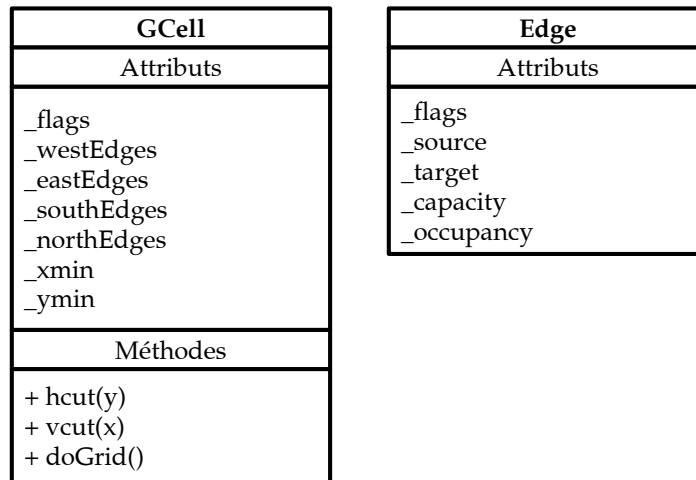 GCell
Attributs
_flags
_westEdges
_eastEdges
_southEdges
_northEdges
_xmin
_ymin
Méthodes
+ hcut(y)
+ vcut(x)
+ doGrid()
Edge
Attributs
_flags
_source
_target
_capacity
_occupancy